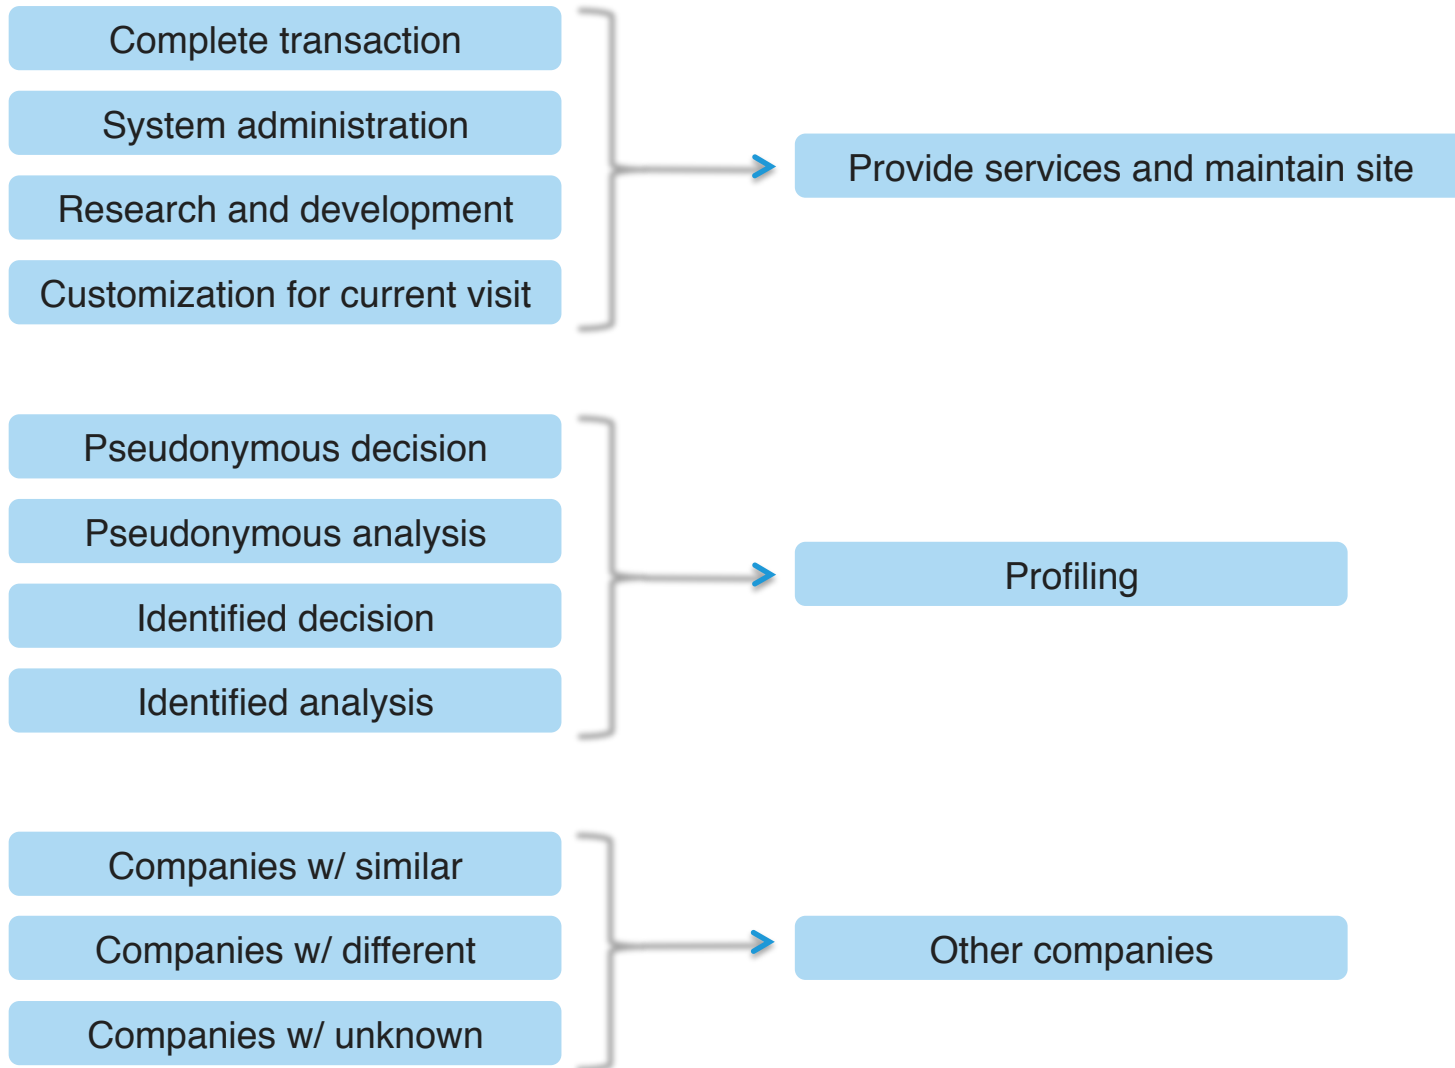 Complete transaction
System administration
Research and development
Customization for current visit
Provide services and maintain site
Pseudonymous decision
Pseudonymous analysis
Identified decision
Identified analysis
Profiling
Companies w/ similar
Companies w/ different
Companies w/ unknown
Other companies